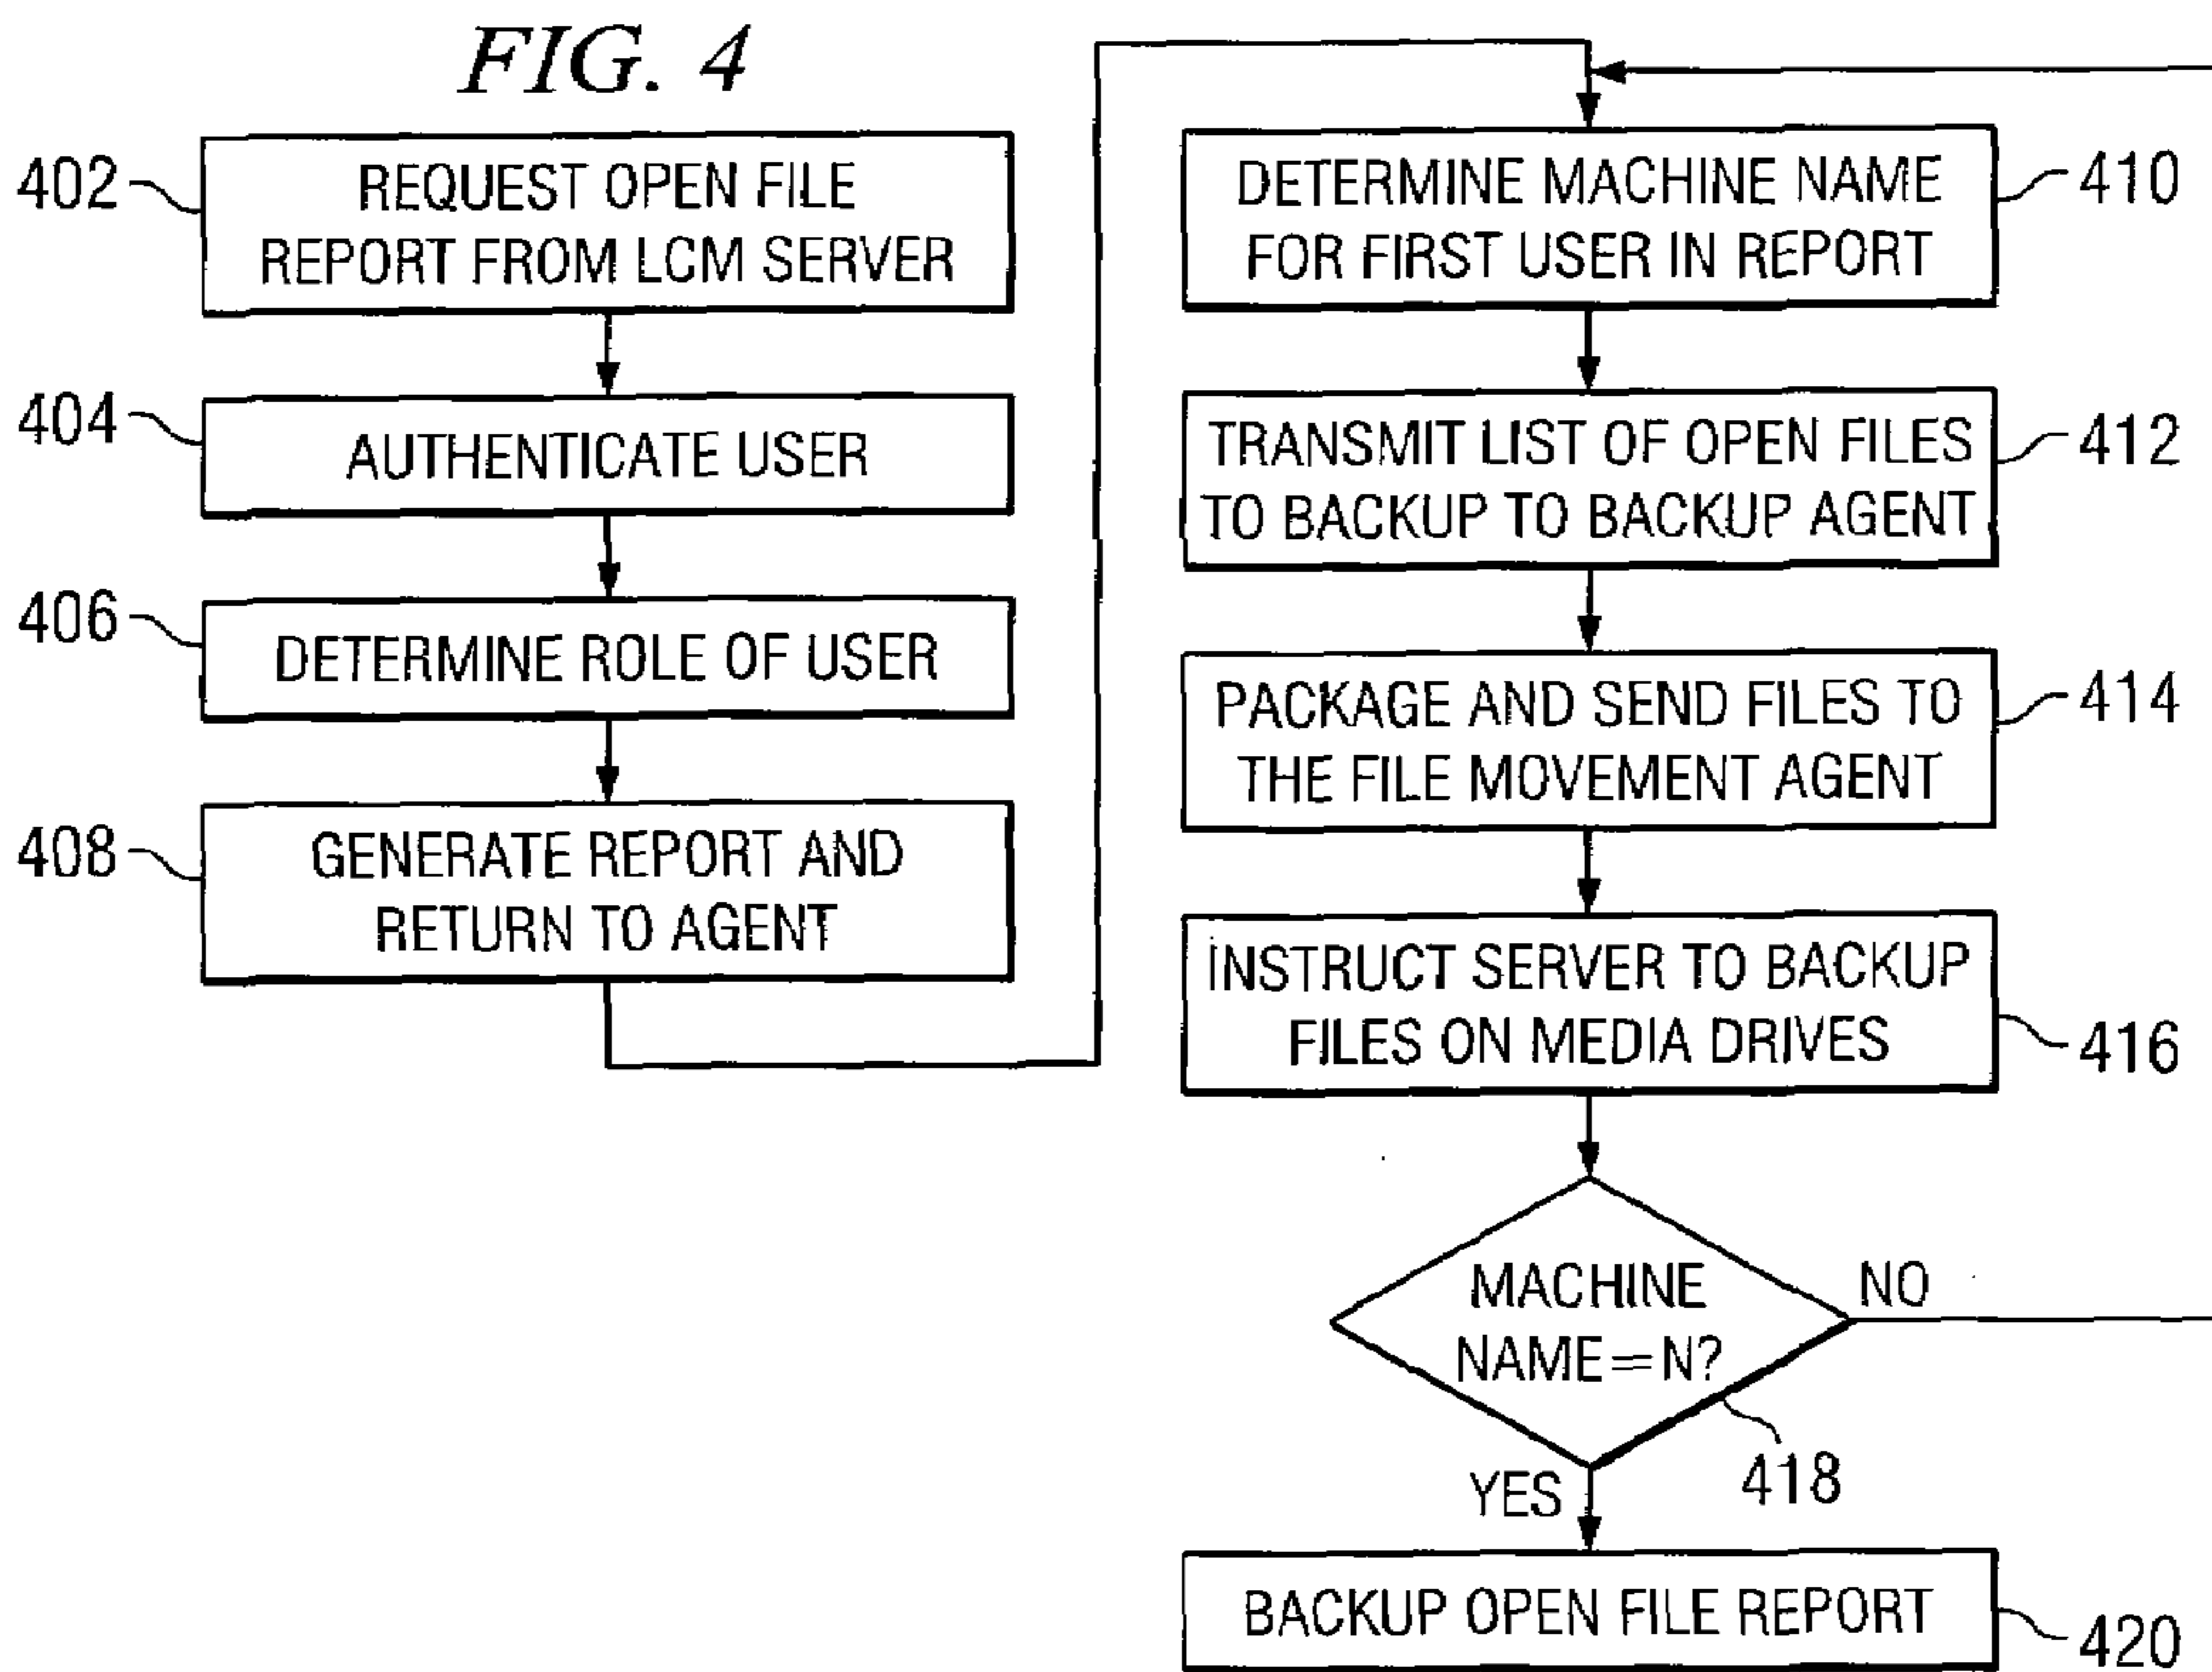 FIG. 4
402
REQUEST OPEN FILE
REPORT FROM LCM SERVER
404
AUTHENTICATE USER
406
DETERMINE ROLE OF USER
408
GENERATE REPORT AND
RETURN TO AGENT
DETERMINE MACHINE NAME
FOR FIRST USER IN REPORT
410
TRANSMIT LIST OF OPEN FILES
TO BACKUP TO BACKUP AGENT
412
PACKAGE AND SEND FILES TO
THE FILE MOVEMENT AGENT
414
INSTRUCT SERVER TO BACKUP
FILES ON MEDIA DRIVES
416
MACHINE
NAME=N?
NO
418
YES
BACKUP OPEN FILE REPORT
420